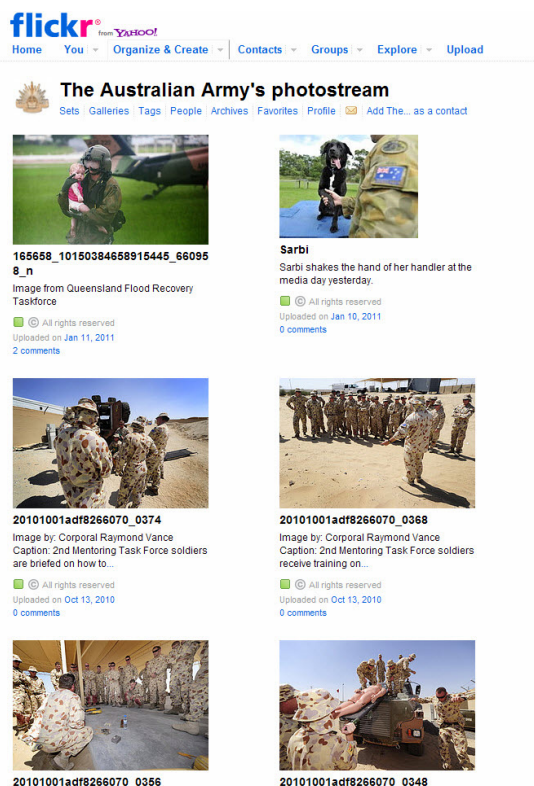 flickr from YAHOO!
Home You Organize & Create Contacts Groups Explore Upload
The Australian Army's photostream
Sets Galleries Tags People Archives Favorites Profile Add The... as a contact
165658_10150384658915445_66095
8_n
Image from Queensland Flood Recovery
Taskforce
© All rights reserved
Uploaded on Jan 11, 2011
2 comments
Sarbi
Sarbi shakes the hand of her handler at the
media day yesterday.
© All rights reserved
Uploaded on Jan 10, 2011
0 comments
20101001adf8266070_0374
Image by: Corporal Raymond Vance
Caption: 2nd Mentoring Task Force soldiers
are briefed on how to...
© All rights reserved
Uploaded on Oct 13, 2010
0 comments
20101001adf8266070_0368
Image by: Corporal Raymond Vance
Caption: 2nd Mentoring Task Force soldiers
receive training on...
© All rights reserved
Uploaded on Oct 13, 2010
0 comments
20101001adf8266070_0356
20101001adf8266070_0348